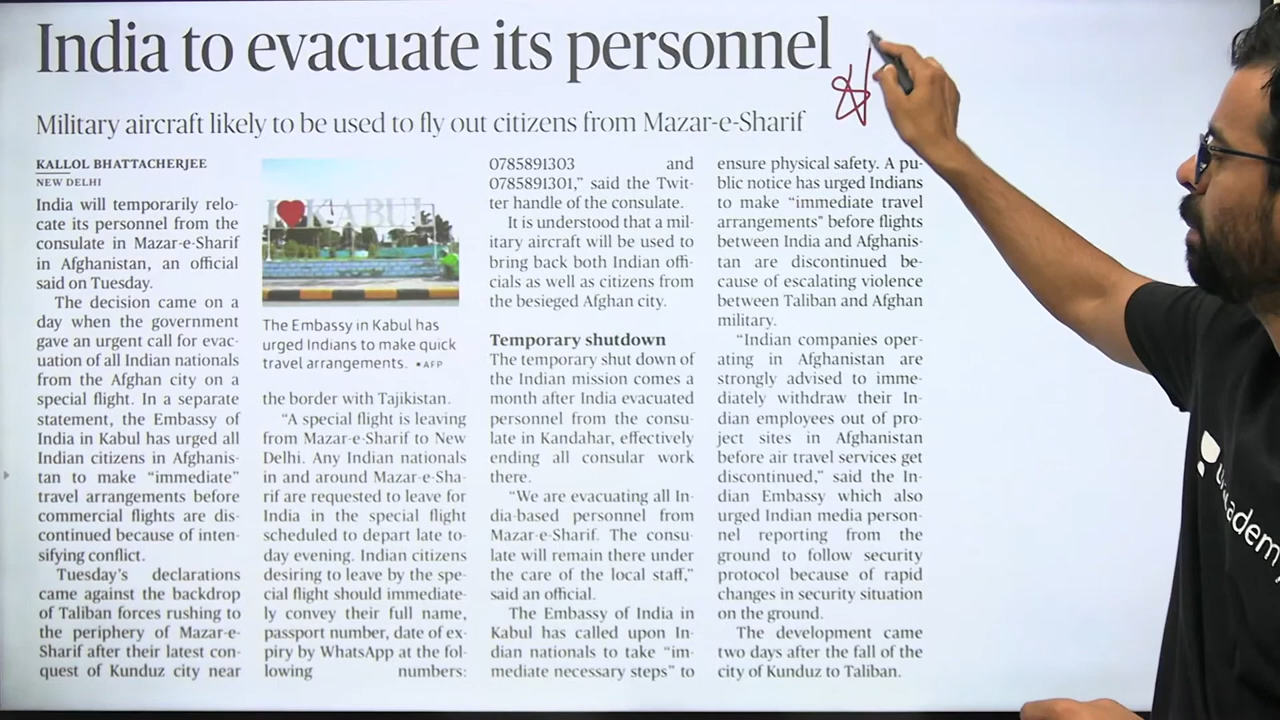 India to evacuate its personnel
Military aircraft likely to be used to fly out citizens from Mazar-e-Sharif
KALLOL BHATTACHERJEE
NEW DELHI
India will temporarily relo-
cate its personnel from the
consulate in Mazar-e-Sharif
in Afghanistan, an official
said on Tuesday.
The decision came on a
day when the government
gave an urgent call for evac-
uation of all Indian nationals
from the Afghan city on a
special flight. In a separate
statement, the Embassy of
India in Kabul has urged all
Indian citizens in Afghanis-
tan to make “immediate”
travel arrangements before
commercial flights are dis-
continued because of inten-
sifying conflict.
Tuesday’s declarations
came against the backdrop
of Taliban forces rushing to
the periphery of Mazar-e-
Sharif after their latest con-
quest of Kunduz city near
I KABUL
The Embassy in Kabul has
urged Indians to make quick
travel arrangements. ▪ AFP
the border with Tajikistan.
“A special flight is leaving
from Mazar-e-Sharif to New
Delhi. Any Indian nationals
in and around Mazar-e-Sha-
rif are requested to leave for
India in the special flight
scheduled to depart late to-
day evening. Indian citizens
desiring to leave by the spe-
cial flight should immediate-
ly convey their full name,
passport number, date of ex-
piry by WhatsApp at the fol-
lowing numbers:
0785891303 and
0785891301,” said the Twit-
ter handle of the consulate.
It is understood that a mil-
itary aircraft will be used to
bring back both Indian offi-
cials as well as citizens from
the besieged Afghan city.
Temporary shutdown
The temporary shut down of
the Indian mission comes a
month after India evacuated
personnel from the consu-
late in Kandahar, effectively
ending all consular work
there.
“We are evacuating all In-
dia-based personnel from
Mazar-e-Sharif. The consu-
late will remain there under
the care of the local staff,”
said an official.
The Embassy of India in
Kabul has called upon In-
dian nationals to take “im-
mediate necessary steps” to
ensure physical safety. A pu-
blic notice has urged Indians
to make “immediate travel
arrangements” before flights
between India and Afghanis-
tan are discontinued be-
cause of escalating violence
between Taliban and Afghan
military.
“Indian companies oper-
ating in Afghanistan are
strongly advised to imme-
diately withdraw their In-
dian employees out of pro-
ject sites in Afghanistan
before air travel services get
discontinued,” said the In-
dian Embassy which also
urged Indian media person-
nel reporting from the
ground to follow security
protocol because of rapid
changes in security situation
on the ground.
The development came
two days after the fall of the
city of Kunduz to Taliban.
unacademy